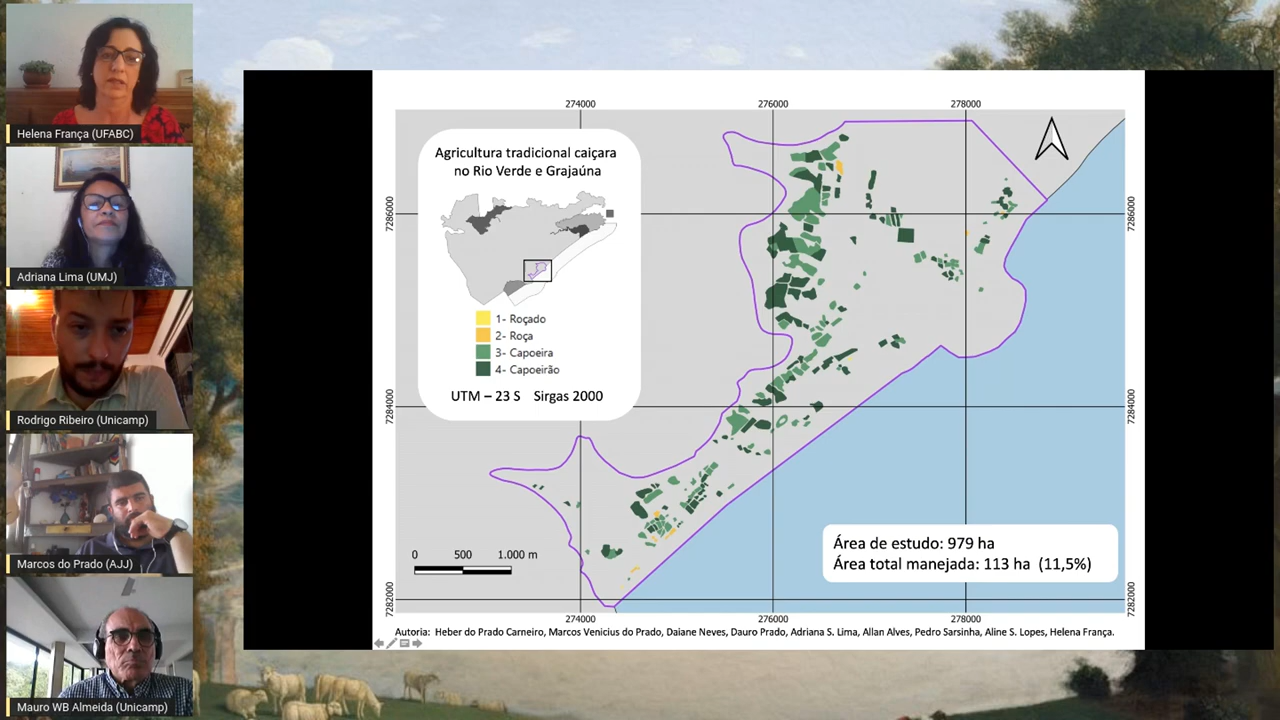 Helena França (UFABC)
Adriana Lima (UMJ)
Rodrigo Ribeiro (Unicamp)
Marcos do Prado (AJJ)
Mauro WB Almeida (Unicamp)
274000
276000
278000
7286000
7284000
7282000
7286000
7284000
7282000
Agricultura tradicional caiçara
no Rio Verde e Grajaúna
1- Roçado
2- Roça
3- Capoeira
4- Capoeirão
UTM – 23 S Sirgas 2000
0 500 1.000 m
Área de estudo: 979 ha
Área total manejada: 113 ha (11,5%)
274000
276000
278000
Autoria: Heber do Prado Carneiro, Marcos Venicius do Prado, Daiane Neves, Dauro Prado, Adriana S. Lima, Allan Alves, Pedro Sarsinha, Aline S. Lopes, Helena França.